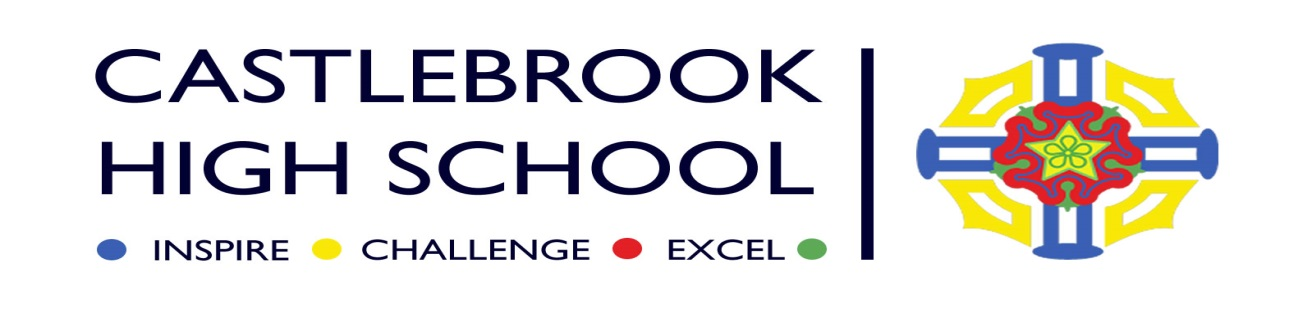 CASTLEBROOK
HIGH SCHOOL
INSPIRE CHALLENGE EXCEL